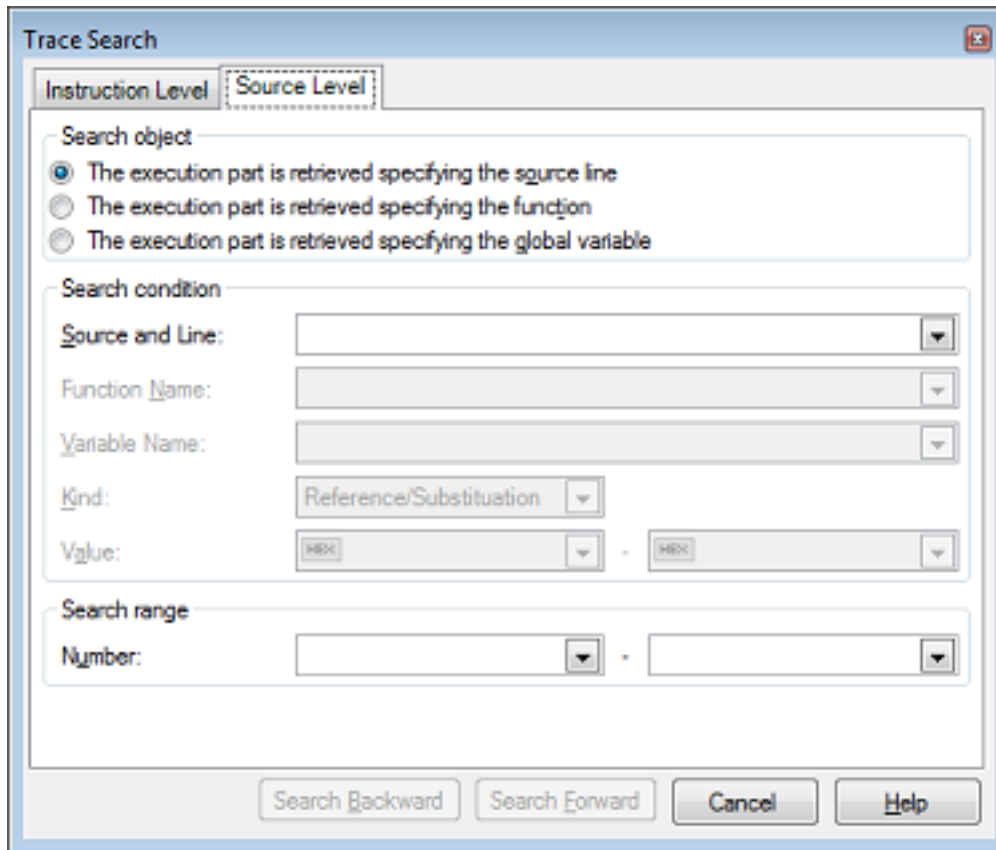 Trace Search
Instruction Level
Source Level
Search object
The execution part is retrieved specifying the source line
The execution part is retrieved specifying the function
The execution part is retrieved specifying the global variable
Search condition
Source and Line:
Function Name:
Variable Name:
Kind: Reference/Substituation
Value: HEX - HEX
Search range
Number: -
Search Backward Search Forward Cancel Help